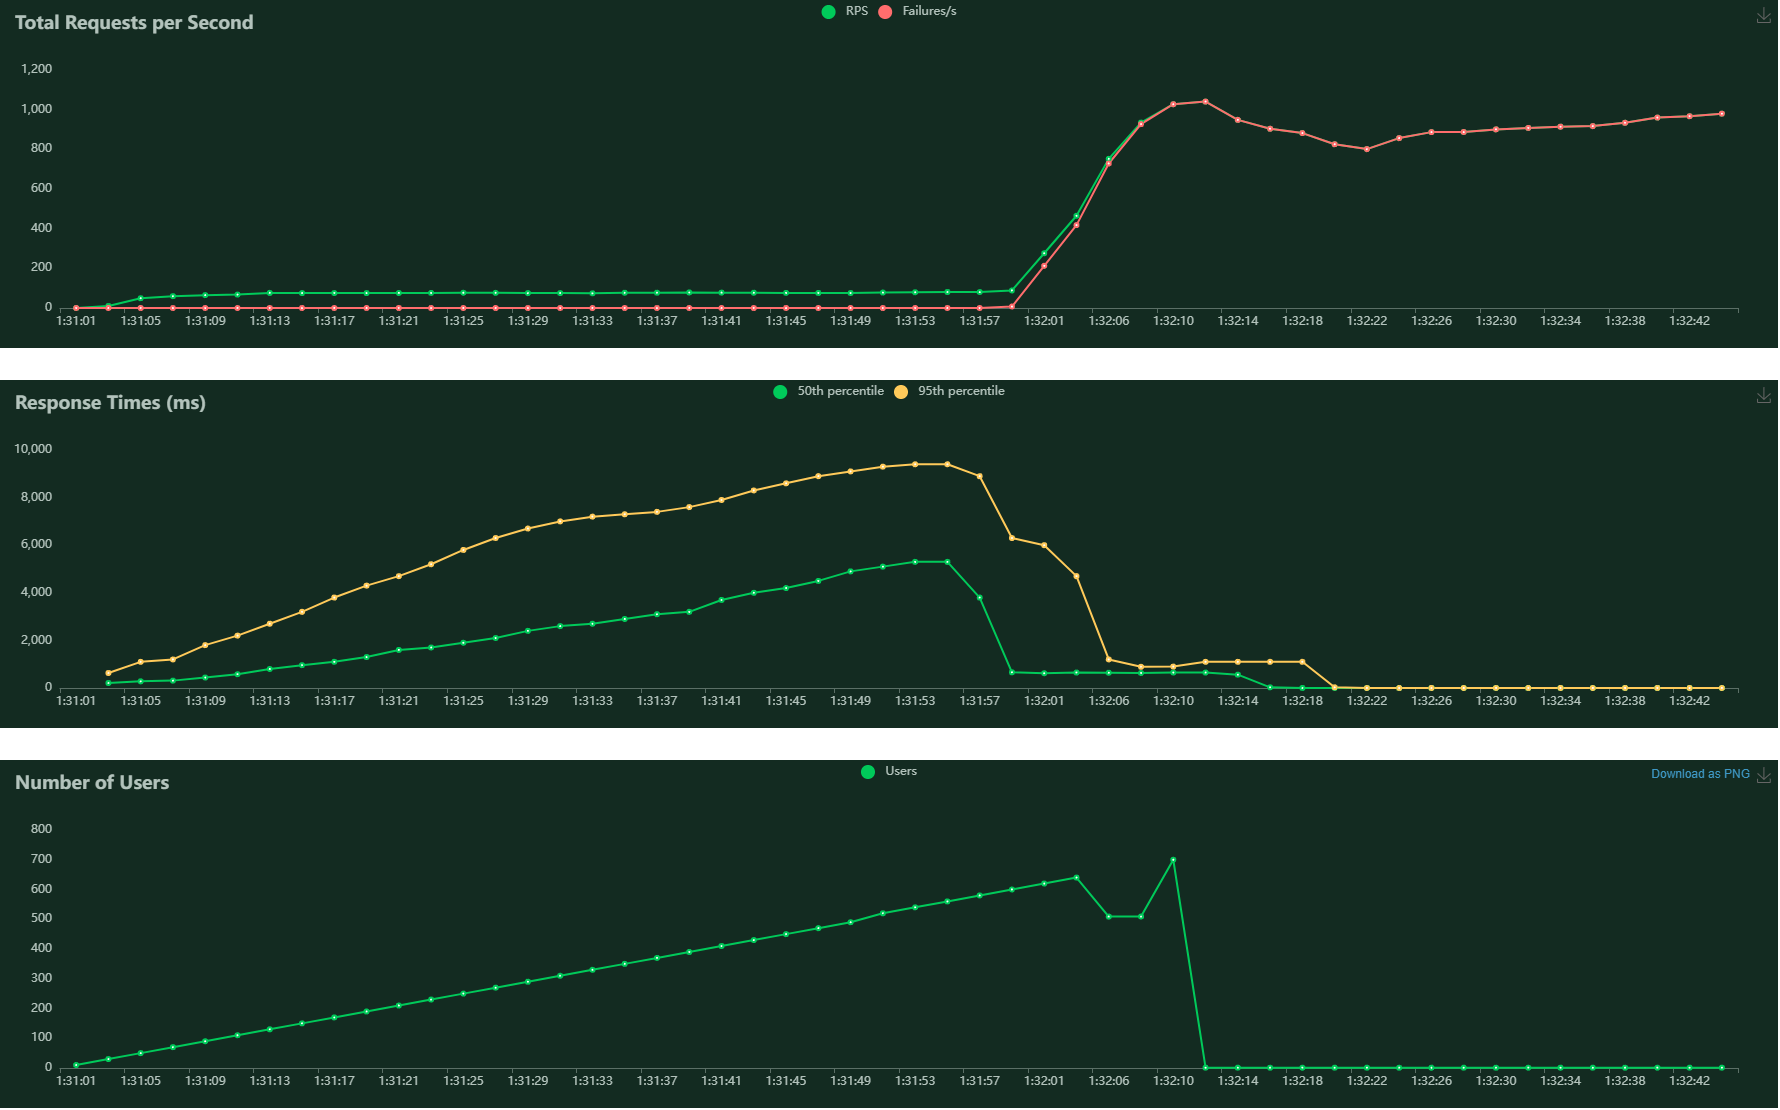 Total Requests per Second
RPS Failures/s
1,200
1,000
800
600
400
200
0
1:31:01 1:31:05 1:31:09 1:31:13 1:31:17 1:31:21 1:31:25 1:31:29 1:31:33 1:31:37 1:31:41 1:31:45 1:31:49 1:31:53 1:31:57 1:32:01 1:32:06 1:32:10 1:32:14 1:32:18 1:32:22 1:32:26 1:32:30 1:32:34 1:32:38 1:32:42
Response Times (ms)
50th percentile 95th percentile
10,000
8,000
6,000
4,000
2,000
0
1:31:01 1:31:05 1:31:09 1:31:13 1:31:17 1:31:21 1:31:25 1:31:29 1:31:33 1:31:37 1:31:41 1:31:45 1:31:49 1:31:53 1:31:57 1:32:01 1:32:06 1:32:10 1:32:14 1:32:18 1:32:22 1:32:26 1:32:30 1:32:34 1:32:38 1:32:42
Number of Users
Users
Download as PNG
800
700
600
500
400
300
200
100
0
1:31:01 1:31:05 1:31:09 1:31:13 1:31:17 1:31:21 1:31:25 1:31:29 1:31:33 1:31:37 1:31:41 1:31:45 1:31:49 1:31:53 1:31:57 1:32:01 1:32:06 1:32:10 1:32:14 1:32:18 1:32:22 1:32:26 1:32:30 1:32:34 1:32:38 1:32:42